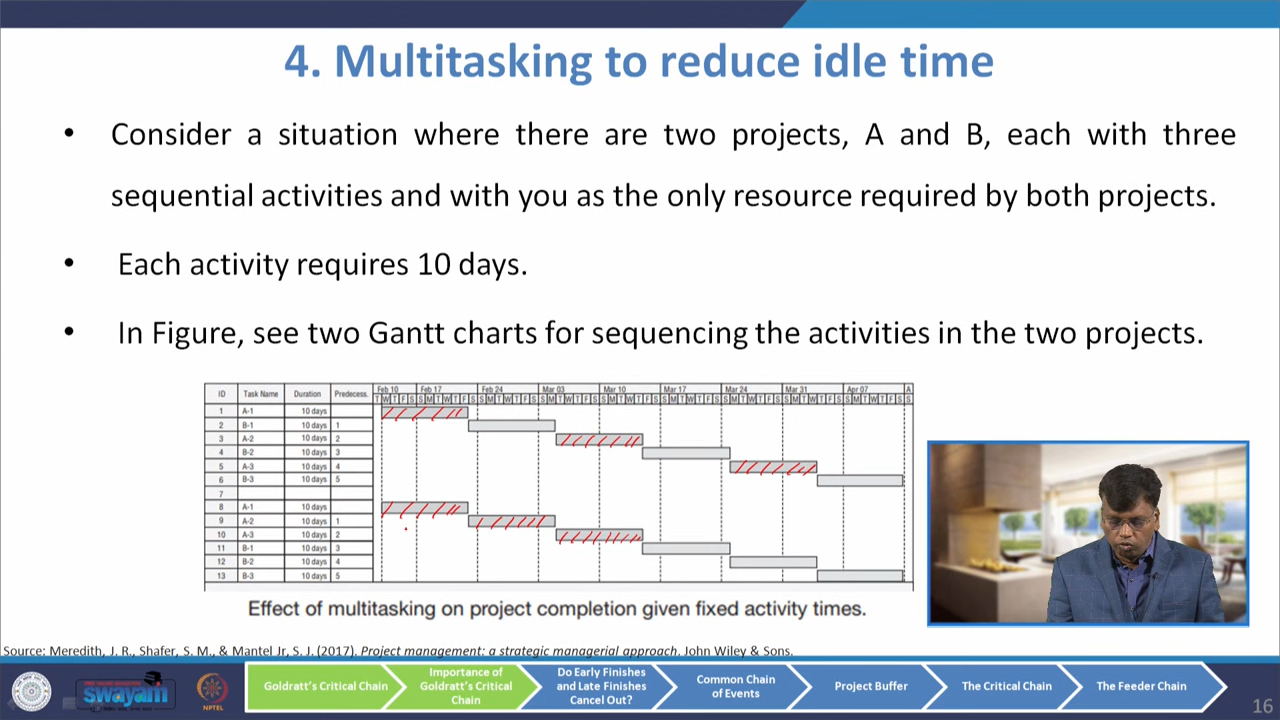 4. Multitasking to reduce idle time
• Consider a situation where there are two projects, A and B, each with three
sequential activities and with you as the only resource required by both projects.
• Each activity requires 10 days.
• In Figure, see two Gantt charts for sequencing the activities in the two projects.
ID Task Name Duration Predecess. Feb 10 Feb 17 Feb 24 Mar 03 Mar 10 Mar 17 Mar 24 Mar 31 Apr 07 A
T W T F S S M T W T F S S M T W T F S S M T W T F S S M T W T F S S M T W T F S S M T W T F S S M T W T F S S M T W T F S S
1 A-1 10 days
2 B-1 10 days 1
3 A-2 10 days 2
4 B-2 10 days 3
5 A-3 10 days 4
6 B-3 10 days 5
7
8 A-1 10 days
9 A-2 10 days 1
10 A-3 10 days 2
11 B-1 10 days 3
12 B-2 10 days 4
13 B-3 10 days 5
Effect of multitasking on project completion given fixed activity times.
Source: Meredith, J. R., Shafer, S. M., & Mantel Jr, S. J. (2017). Project management: a strategic managerial approach. John Wiley & Sons.
swayam
NPTEL
Goldratt's Critical Chain
Importance of
Goldratt's Critical
Chain
Do Early Finishes
and Late Finishes
Cancel Out?
Common Chain
of Events
Project Buffer
The Critical Chain
The Feeder Chain
16